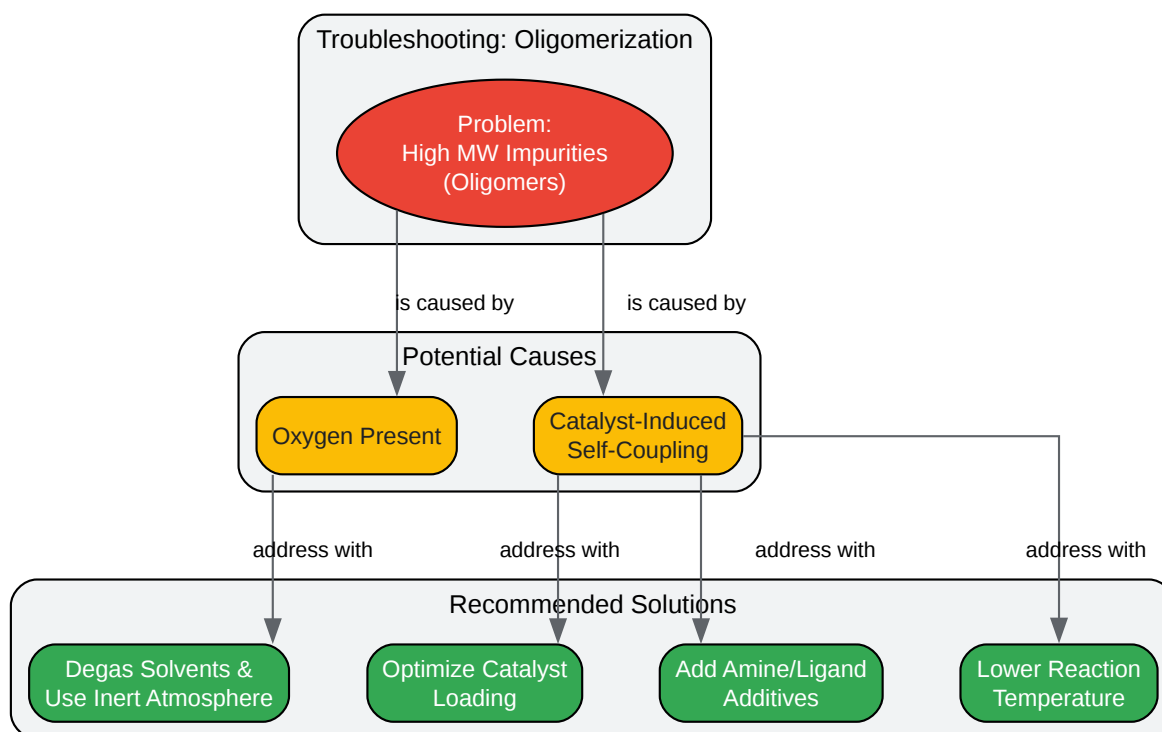 Troubleshooting: Oligomerization
Problem:
High MW Impurities
(Oligomers)
is caused by
is caused by
Potential Causes
Oxygen Present
Catalyst-Induced
Self-Coupling
address with
address with
address with
address with
Recommended Solutions
Degas Solvents &
Use Inert Atmosphere
Optimize Catalyst
Loading
Add Amine/Ligand
Additives
Lower Reaction
Temperature